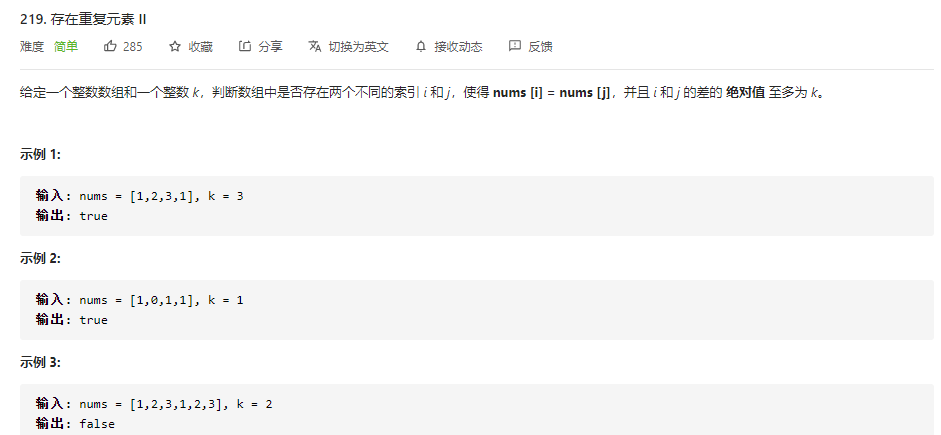 219. 存在重复元素 II
难度 简单 285 收藏 分享 切换为英文 接收动态 反馈
给定一个整数数组和一个整数 k，判断数组中是否存在两个不同的索引 i 和 j，使得 nums [i] = nums [j]，并且 i 和 j 的差的 绝对值 至多为 k。
示例 1:
输入: nums = [1,2,3,1], k = 3
输出: true
示例 2:
输入: nums = [1,0,1,1], k = 1
输出: true
示例 3:
输入: nums = [1,2,3,1,2,3], k = 2
输出: false